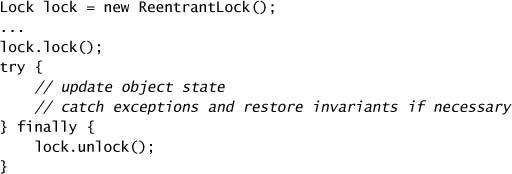 Lock lock = new ReentrantLock();
...
lock.lock();
try {
    // update object state
    // catch exceptions and restore invariants if necessary
} finally {
    lock.unlock();
}